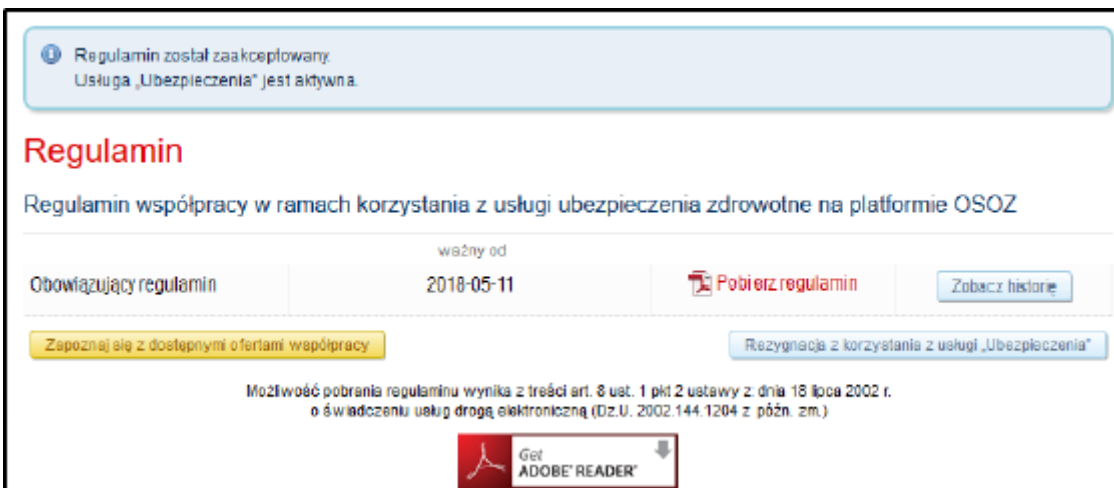 Regulamin został zaakceptowany.
Usługa „Ubezpieczenia" jest aktywna.
Regulamin
Regulamin współpracy w ramach korzystania z usługi ubezpieczenia zdrowotne na platformie OSOZ
ważny od
Obowiązujący regulamin 2018-05-11 Pobierz regulamin Zobacz historię
Zapoznaj się z dostępnymi ofertami współpracy Rezygnacja z korzystania z usługi „Ubezpieczenia"
Możliwość pobrania regulaminu wynika z treści art. 8 ust. 1 pkt 2 ustawy z: dnia 18 lipca 2002 r.
o świadczeniu usług drogą elektroniczną (Dz.U. 2002.144.1204 z późn. zm.)
Get
ADOBE® READER®